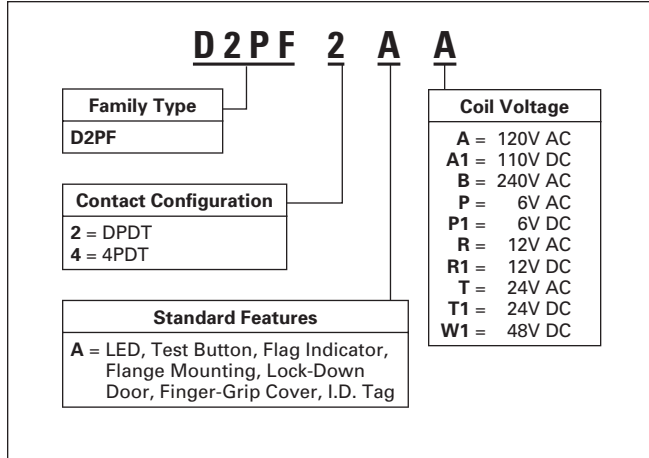 D2PF 2 A A
Family Type
D2PF
Contact Configuration
2 = DPDT
4 = 4PDT
Standard Features
A = LED, Test Button, Flag Indicator,
Flange Mounting, Lock-Down
Door, Finger-Grip Cover, I.D. Tag
Coil Voltage
A = 120V AC
A1 = 110V DC
B = 240V AC
P = 6V AC
P1 = 6V DC
R = 12V AC
R1 = 12V DC
T = 24V AC
T1 = 24V DC
W1 = 48V DC